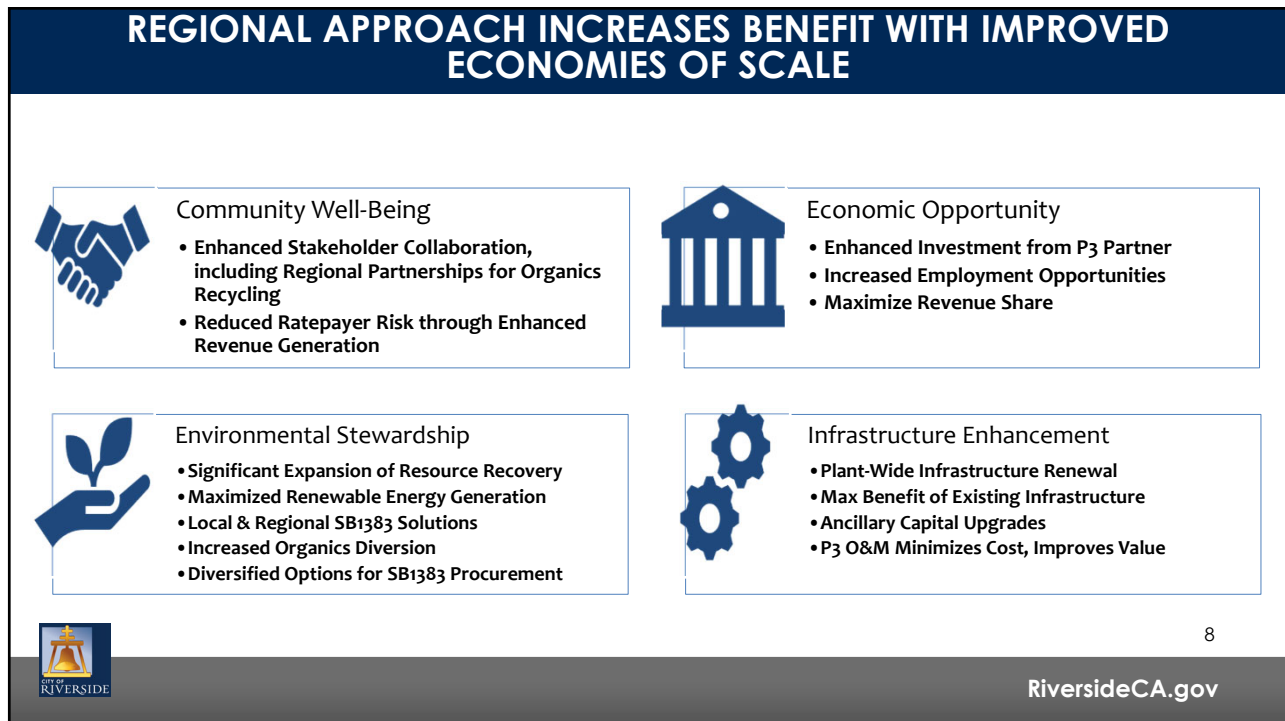 REGIONAL APPROACH INCREASES BENEFIT WITH IMPROVED
ECONOMIES OF SCALE
Community Well-Being
• Enhanced Stakeholder Collaboration,
including Regional Partnerships for Organics
Recycling
• Reduced Ratepayer Risk through Enhanced
Revenue Generation
Economic Opportunity
• Enhanced Investment from P3 Partner
• Increased Employment Opportunities
• Maximize Revenue Share
Environmental Stewardship
•Significant Expansion of Resource Recovery
•Maximized Renewable Energy Generation
•Local & Regional SB1383 Solutions
•Increased Organics Diversion
•Diversified Options for SB1383 Procurement
Infrastructure Enhancement
•Plant-Wide Infrastructure Renewal
•Max Benefit of Existing Infrastructure
•Ancillary Capital Upgrades
•P3 O&M Minimizes Cost, Improves Value
8
CITY OF
RIVERSIDE
RiversideCA.gov